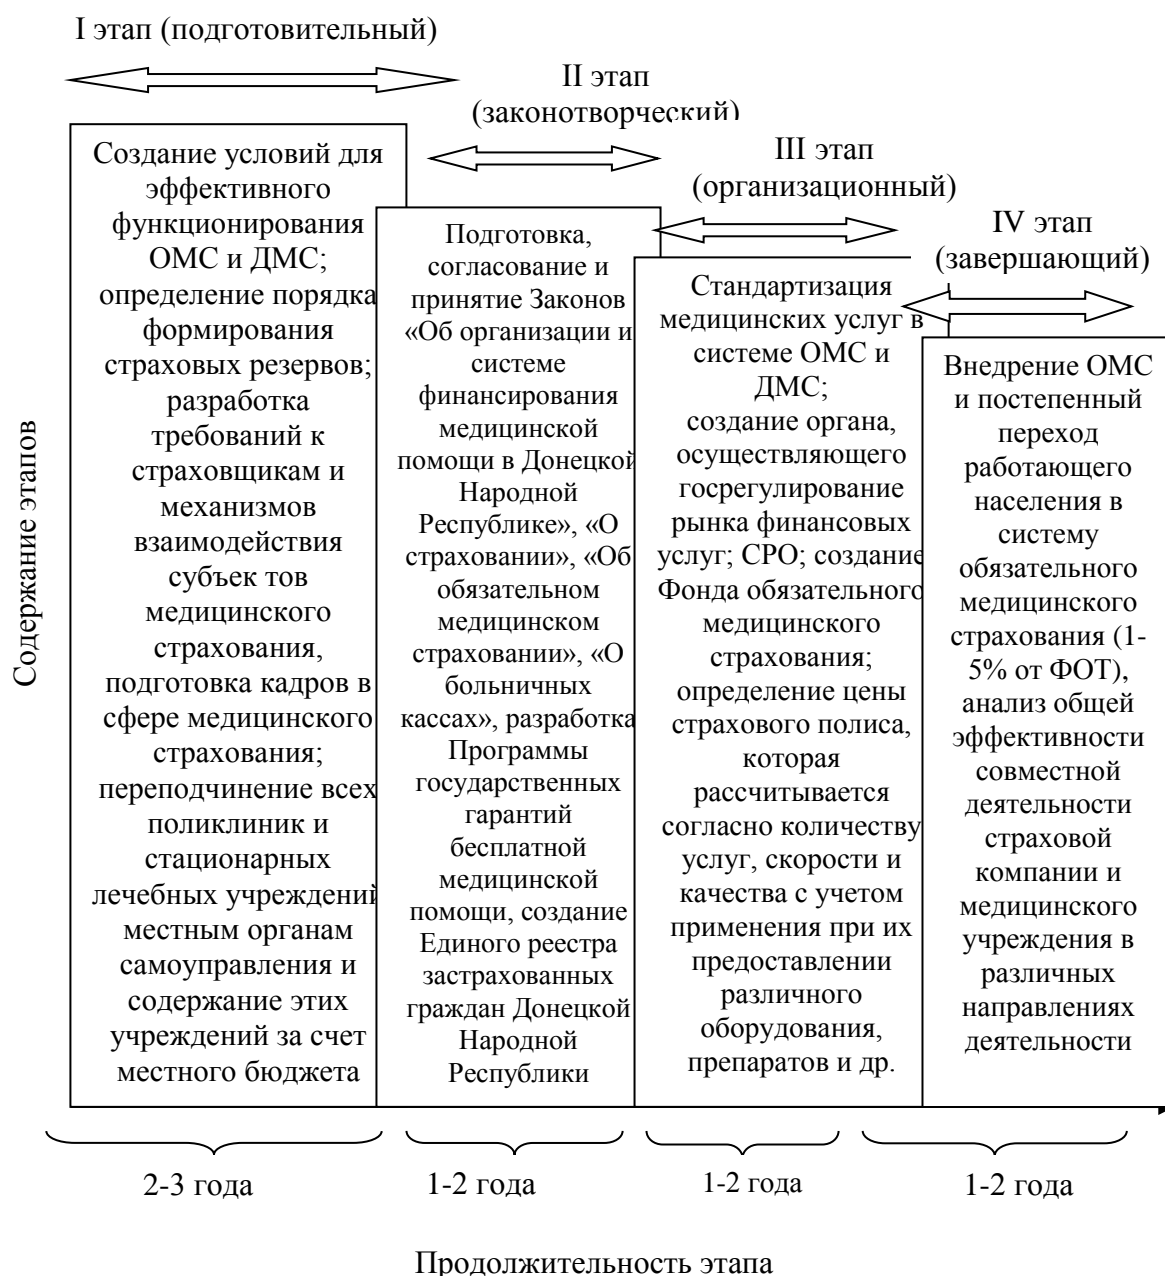 I этап (подготовительный)
II этап
(законотворческий)
III этап
(организационный)
IV этап
(завершающий)
Содержание этапов
Создание условий для
эффективного
функционирования
ОМС и ДМС;
определение порядка
формирования
страховых резервов;
разработка
требований к
страховщикам и
механизмов
взаимодействия
субъек тов
медицинского
страхования,
подготовка кадров в
сфере медицинского
страхования;
переподчинение всех
поликлиник и
стационарных
лечебных учреждений
местным органам
самоуправления и
содержание этих
учреждений за счет
местного бюджета
Подготовка,
согласование и
принятие Законов
«Об организации и
системе
финансирования
медицинской
помощи в Донецкой
Народной
Республике», «О
страховании», «Об
обязательном
медицинском
страховании», «О
больничных
кассах», разработка
Программы
государственных
гарантий
бесплатной
медицинской
помощи, создание
Единого реестра
застрахованных
граждан Донецкой
Народной
Республики
Стандартизация
медицинских услуг в
системе ОМС и
ДМС;
создание органа,
осуществляющего
госрегулирование
рынка финансовых
услуг; СРО; создание
Фонда обязательного
медицинского
страхования;
определение цены
страхового полиса,
которая
рассчитывается
согласно количеству
услуг, скорости и
качества с учетом
применения при их
предоставлении
различного
оборудования,
препаратов и др.
Внедрение ОМС
и постепенный
переход
работающего
населения в
систему
обязательного
медицинского
страхования (1-
5% от ФОТ),
анализ общей
эффективности
совместной
деятельности
страховой
компании и
медицинского
учреждения в
различных
направлениях
деятельности
2-3 года
1-2 года
1-2 года
1-2 года
Продолжительность этапа